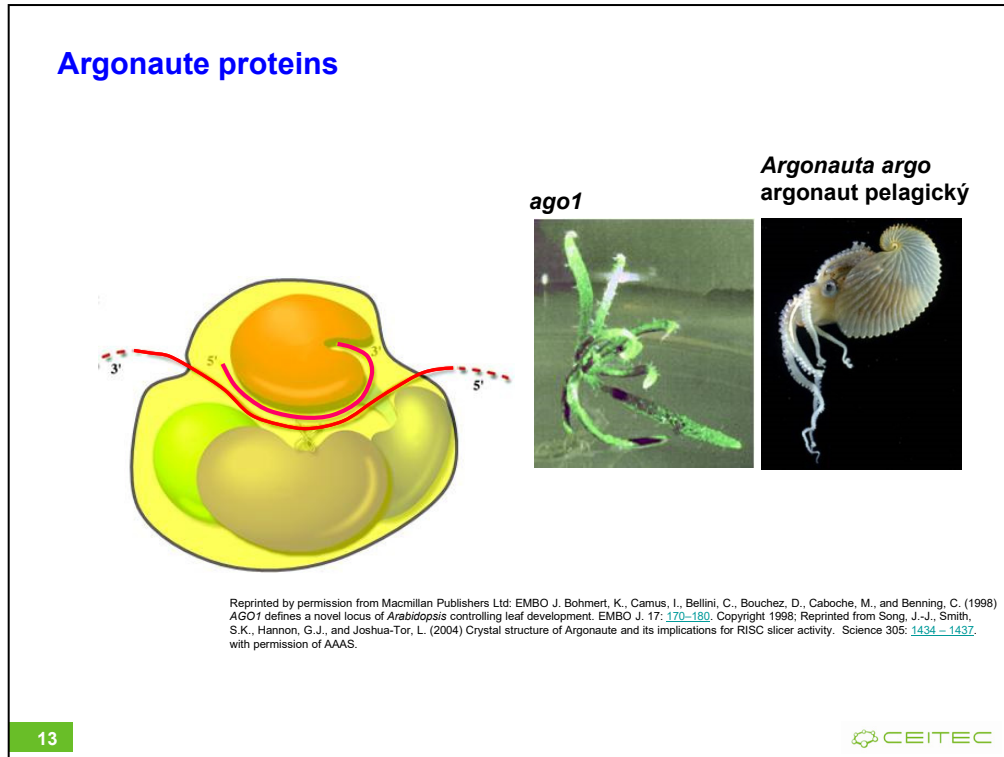 Argonaute proteins
Argonauta argo
argonaut pelagický
ago1
5'
3'
3'
5'
Reprinted by permission from Macmillan Publishers Ltd: EMBO J. Bohmert, K., Camus, I., Bellini, C., Bouchez, D., Caboche, M., and Benning, C. (1998)
AGO1 defines a novel locus of Arabidopsis controlling leaf development. EMBO J. 17: 170–180. Copyright 1998; Reprinted from Song, J.-J., Smith,
S.K., Hannon, G.J., and Joshua-Tor, L. (2004) Crystal structure of Argonaute and its implications for RISC slicer activity. Science 305: 1434 – 1437.
with permission of AAAS.
13
CEITEC